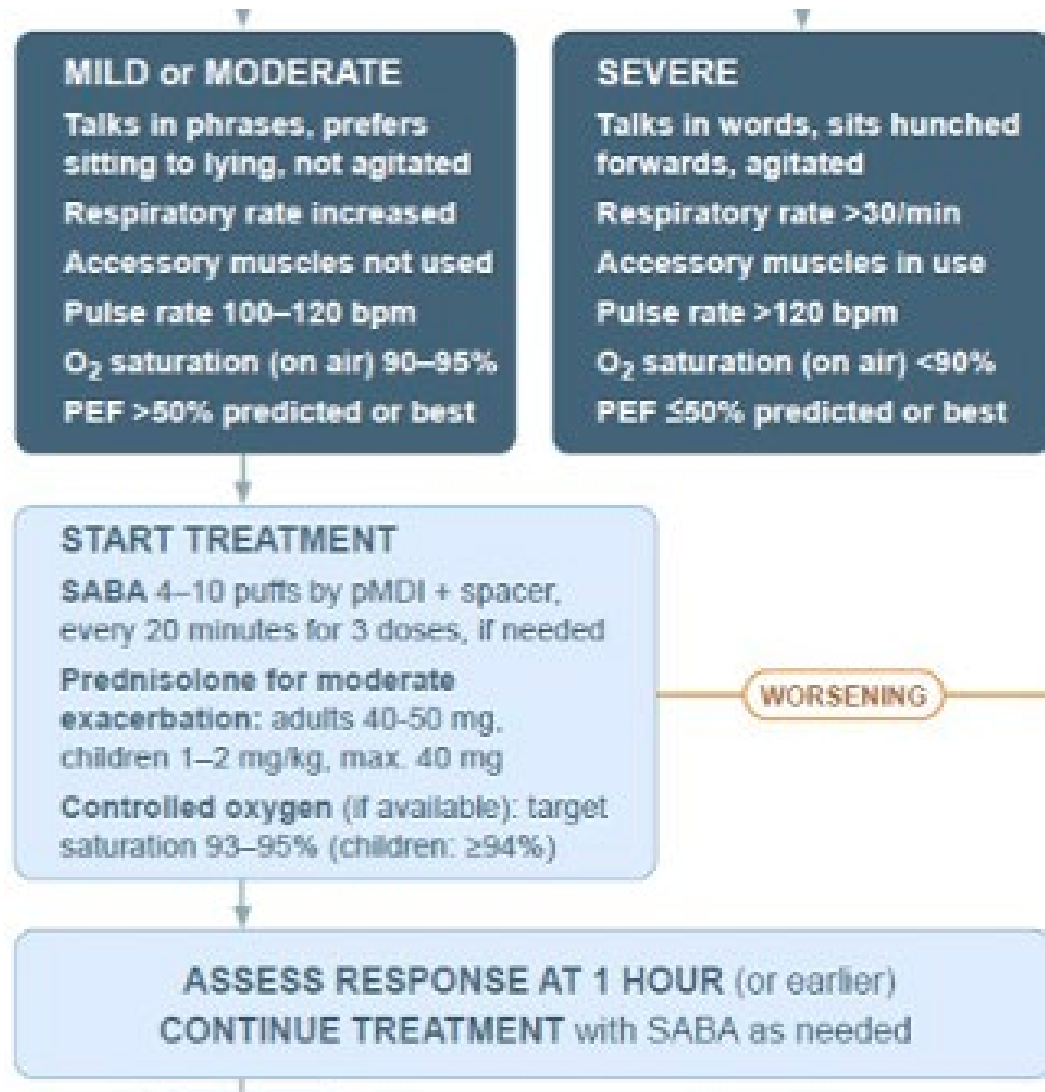 MILD or MODERATE
Talks in phrases, prefers
sitting to lying, not agitated
Respiratory rate increased
Accessory muscles not used
Pulse rate 100–120 bpm
O₂ saturation (on air) 90–95%
PEF >50% predicted or best
SEVERE
Talks in words, sits hunched
forwards, agitated
Respiratory rate >30/min
Accessory muscles in use
Pulse rate >120 bpm
O₂ saturation (on air) <90%
PEF ≤50% predicted or best
START TREATMENT
SABA 4–10 puffs by pMDI + spacer,
every 20 minutes for 3 doses, if needed
Prednisolone for moderate
exacerbation: adults 40-50 mg,
children 1–2 mg/kg, max. 40 mg
Controlled oxygen (if available): target
saturation 93–95% (children: ≥94%)
WORSENING
ASSESS RESPONSE AT 1 HOUR (or earlier)
CONTINUE TREATMENT with SABA as needed